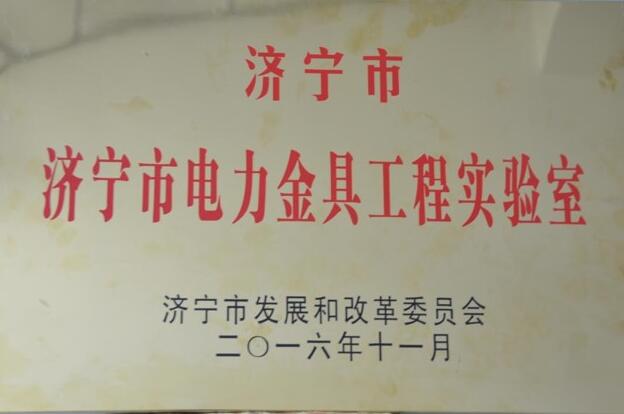 济宁市
济宁市电力金具工程实验室
济宁市发展和改革委员会
二〇一六年十一月